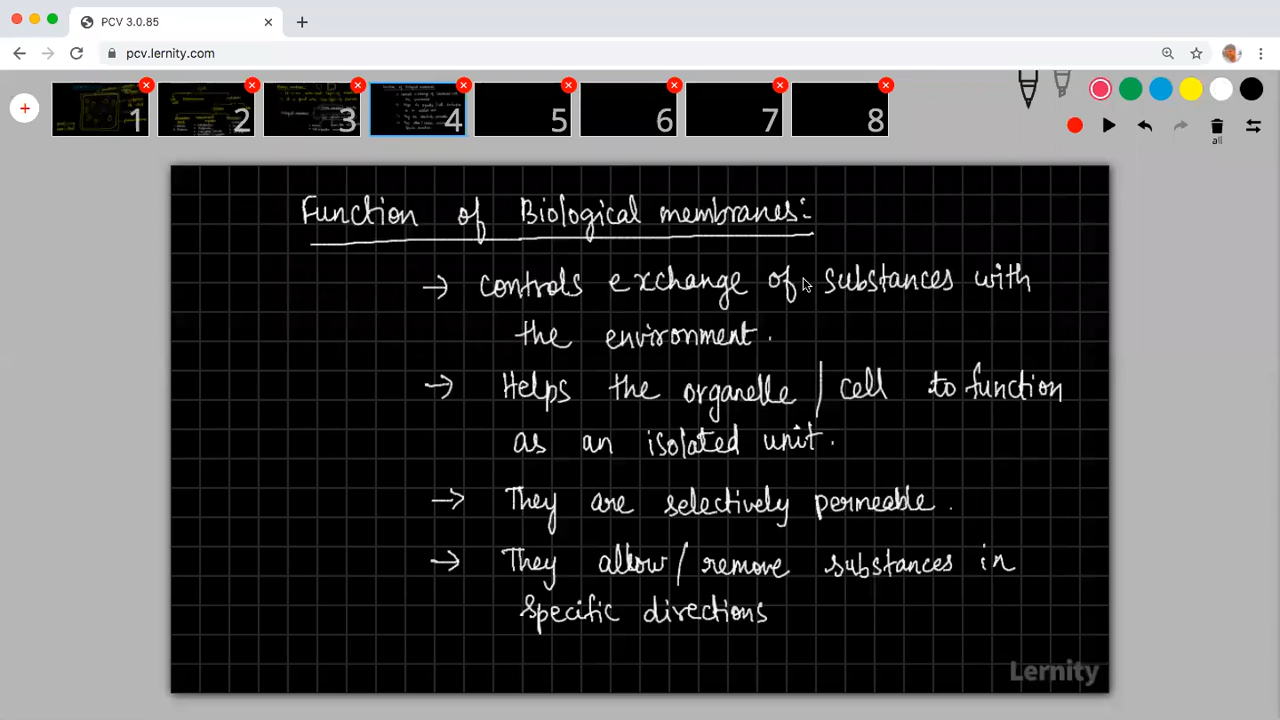 PCV 3.0.85
pcv.lernity.com
1 2 3 4 5 6 7 8
all
Function of Biological membranes:
→ controls exchange of substances with
the environment.
→ Helps the organelle / cell to function
as an isolated unit.
→ They are selectively permeable.
→ They allow / remove substances in
specific directions
Lernity